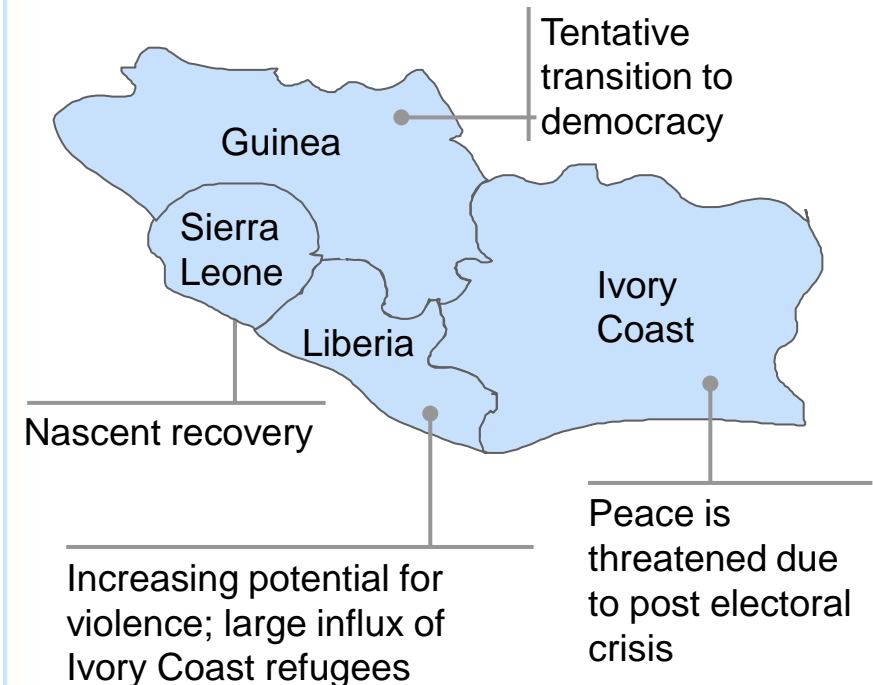 Tentative
transition to
democracy
Guinea
Sierra
Leone
Ivory
Coast
Liberia
Nascent recovery
Peace is
threatened due
to post electoral
crisis
Increasing potential for
violence; large influx of
Ivory Coast refugees